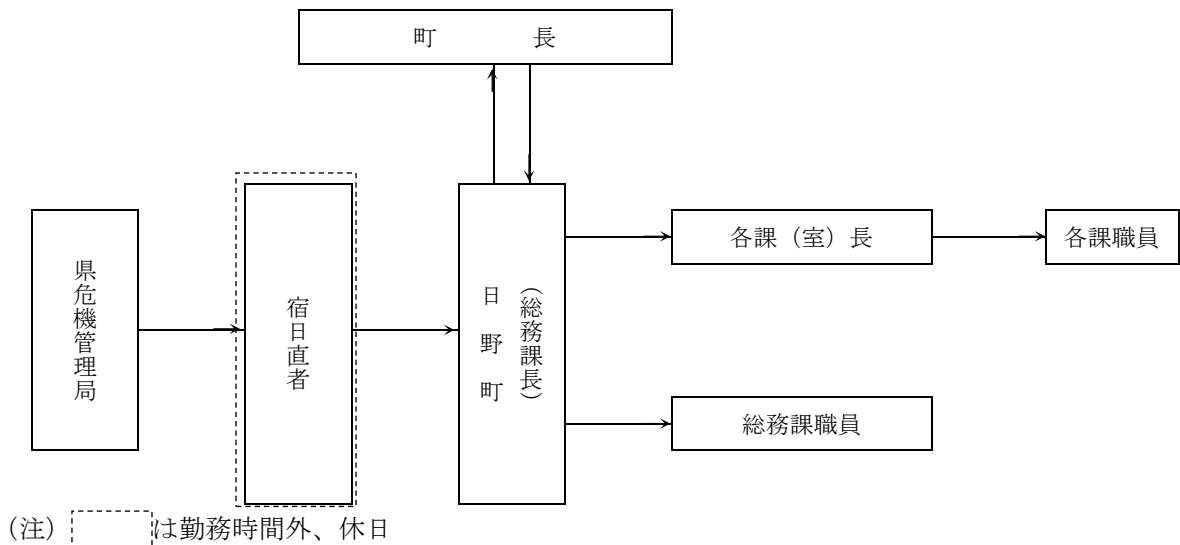 町　　　　長
県危機管理局
宿日直者
日　野　町
（総務課長）
各課（室）長
各課職員
総務課職員
（注）　　　は勤務時間外、休日